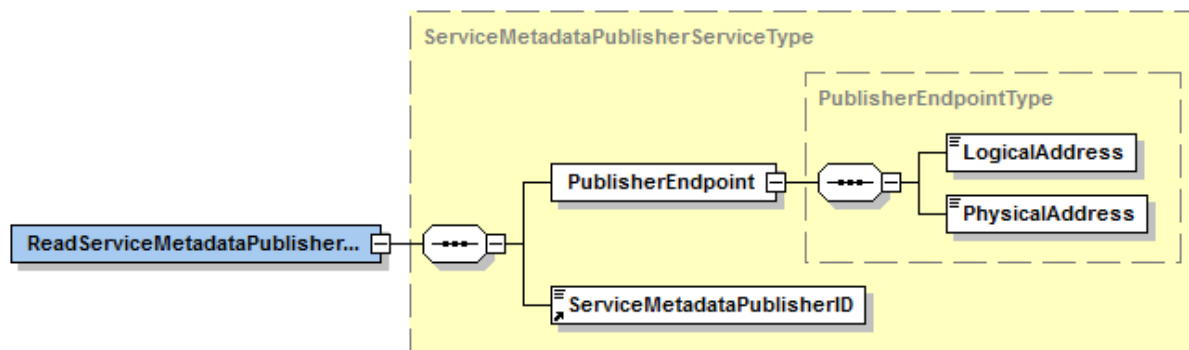 ServiceMetadataPublisherServiceType
PublisherEndpointType
LogicalAddress
PublisherEndpoint
PhysicalAddress
ReadServiceMetadataPublisher...
ServiceMetadataPublisherID